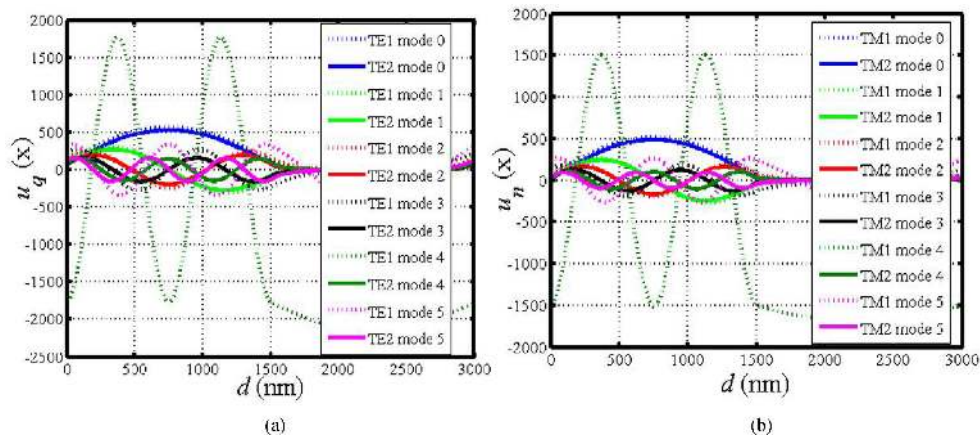 2000
1500
1000
500
0
-500
-1000
-1500
-2000
-2500
u_q (x)
0 500 1000 1500 2000 2500 3000
d (nm)
TE1 mode 0
TE2 mode 0
TE1 mode 1
TE2 mode 1
TE1 mode 2
TE2 mode 2
TE1 mode 3
TE2 mode 3
TE1 mode 4
TE2 mode 4
TE1 mode 5
TE2 mode 5
(a)
2000
1500
1000
500
0
-500
-1000
-1500
-2000
u_n (x)
0 500 1000 1500 2000 2500 3000
d (nm)
TM1 mode 0
TM2 mode 0
TM1 mode 1
TM2 mode 1
TM1 mode 2
TM2 mode 2
TM1 mode 3
TM2 mode 3
TM1 mode 4
TM2 mode 4
TM1 mode 5
TM2 mode 5
(b)